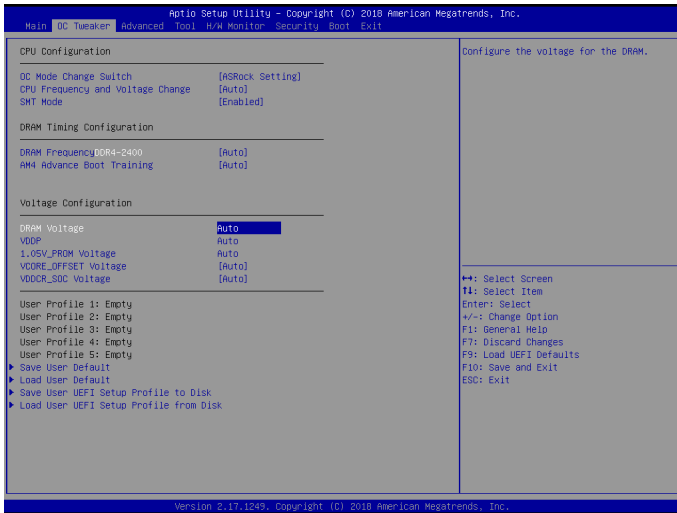 Aptio Setup Utility – Copyright (C) 2018 American Megatrends, Inc.
Main OC Tweaker Advanced Tool H/W Monitor Security Boot Exit
CPU Configuration
Configure the voltage for the DRAM.
OC Mode Change Switch [ASRock Setting]
CPU Frequency and Voltage Change [Auto]
SMT Mode [Enabled]
DRAM Timing Configuration
DRAM FrequencyDDR4-2400 [Auto]
AM4 Advance Boot Training [Auto]
Voltage Configuration
DRAM Voltage Auto
VDDP Auto
1.05V_PROM Voltage Auto
VCORE_OFFSET Voltage [Auto]
VDDCR_SOC Voltage [Auto]
User Profile 1: Empty
User Profile 2: Empty
User Profile 3: Empty
User Profile 4: Empty
User Profile 5: Empty
Save User Default
Load User Default
Save User UEFI Setup Profile to Disk
Load User UEFI Setup Profile from Disk
↔: Select Screen
↑↓: Select Item
Enter: Select
+/-: Change Option
F1: General Help
F7: Discard Changes
F9: Load UEFI Defaults
F10: Save and Exit
ESC: Exit
Version 2.17.1249. Copyright (C) 2018 American Megatrends, Inc.